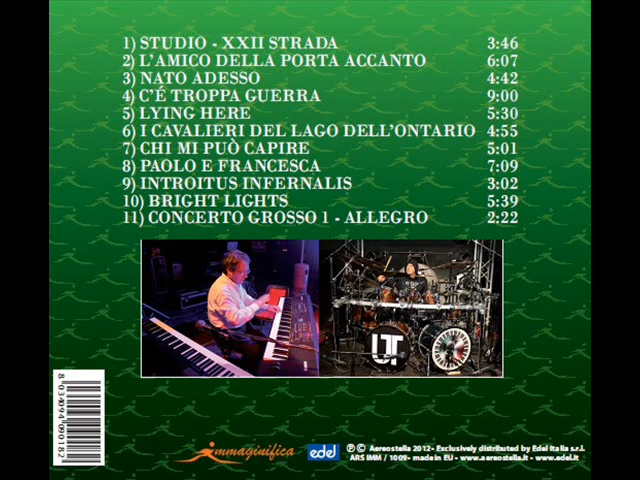 1) STUDIO - XXII STRADA 3:46
2) L'AMICO DELLA PORTA ACCANTO 6:07
3) NATO ADESSO 4:42
4) C'É TROPPA GUERRA 9:00
5) LYING HERE 5:30
6) I CAVALIERI DEL LAGO DELL'ONTARIO 4:55
7) CHI MI PUÒ CAPIRE 5:01
8) PAOLO E FRANCESCA 7:09
9) INTROITUS INFERNALIS 3:02
10) BRIGHT LIGHTS 5:39
11) CONCERTO GROSSO 1 - ALLEGRO 2:22
UT
8 034094 090182
immaginifica
edel
℗ © Aereostella 2012 - Exclusively distributed by Edel Italia s.r.l.
ARS IMM / 1009 - made in EU - www.aereostella.it - www.edel.it